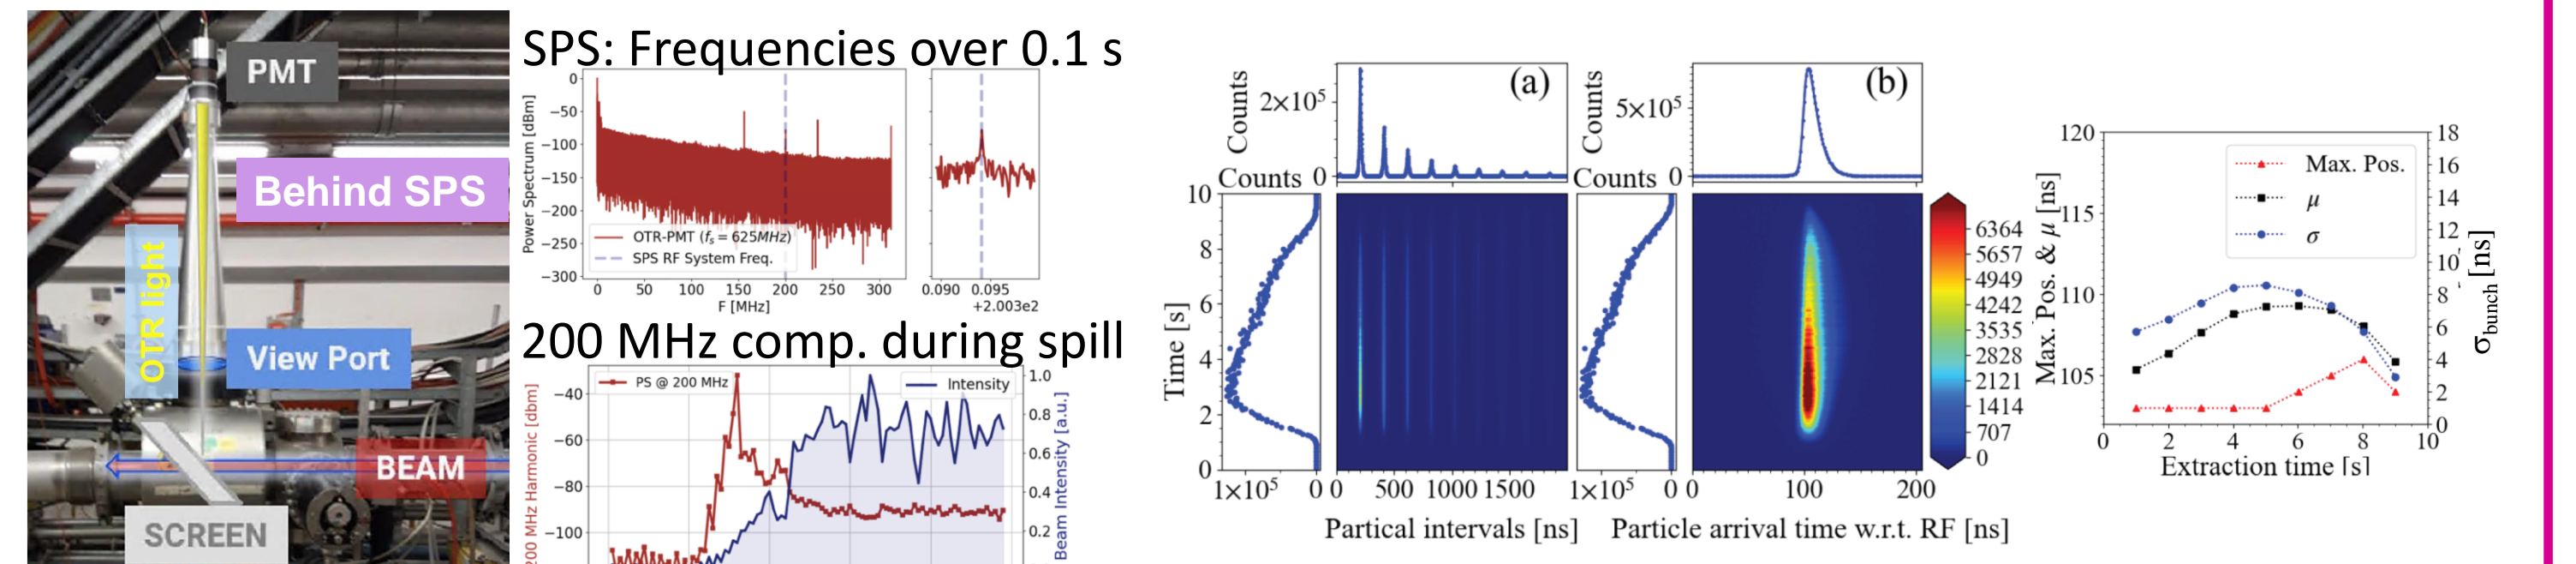 PMT
Behind SPS
OTR light
View Port
BEAM
SCREEN
SPS: Frequencies over 0.1 s
Power Spectrum [dBm]
0
−50
−100
−150
−200
−250
−300
OTR-PMT (fs = 625MHz)
SPS RF System Freq.
0 50 100 150 200 250 300
F [MHz]
0.090 0.095
+2.003e2
200 MHz comp. during spill
200 MHz Harmonic [dbm]
−40
−60
−80
−100
PS @ 200 MHz
Intensity
1.0
0.8
0.6
0.4
0.2
Beam Intensity [a.u.]
(a)
Counts
2×10⁵
0
Counts
Time [s]
10
8
6
4
2
0
1×10⁵ 0
0 500 1000 1500
Partical intervals [ns]
(b)
Counts
5×10⁵
0
Counts
1×10⁵ 0
0 100 200
Particle arrival time w.r.t. RF [ns]
6364
5657
4949
4242
3535
2828
2121
1414
707
0
Max. Pos. & μ [ns]
120
115
110
105
Max. Pos.
μ
σ
18
16
14
12
10
8
6
4
2
0
σbunch [ns]
0 2 4 6 8 10
Extraction time [s]